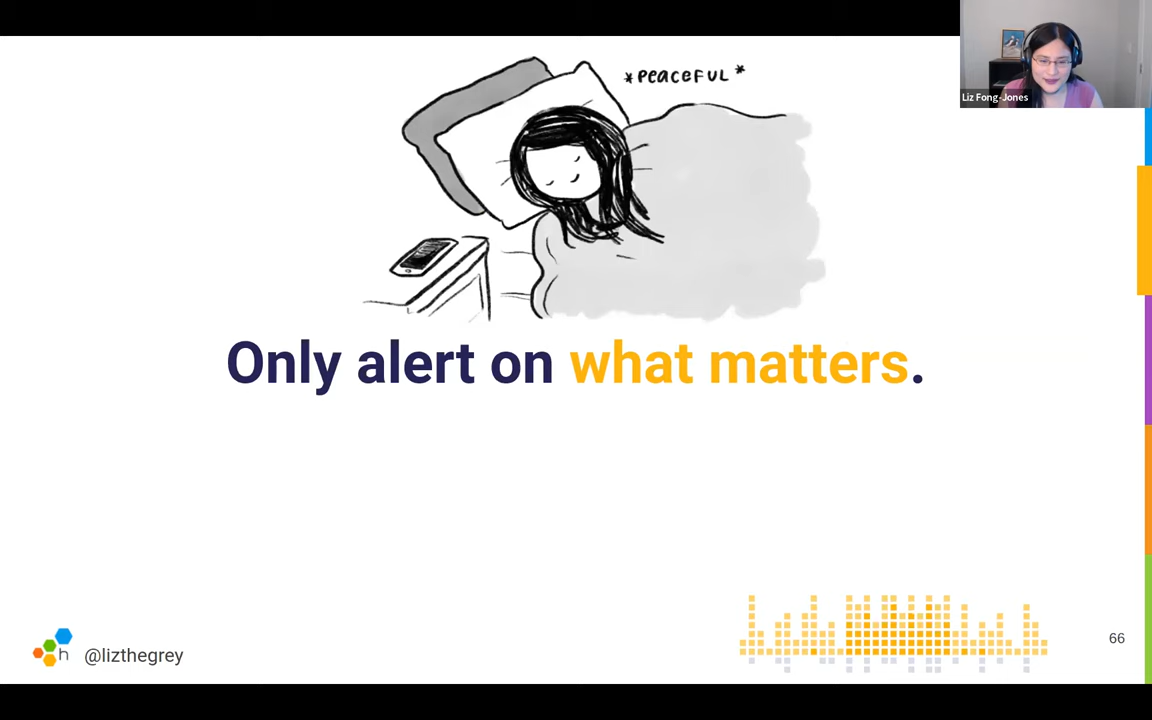 *PEACEFUL*
Liz Fong-Jones
Only alert on what matters.
h
@lizthegrey
66